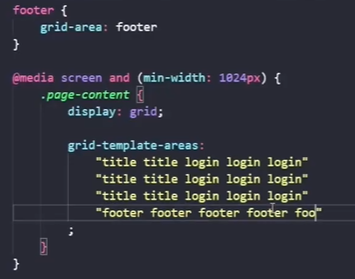 footer {
    grid-area: footer
}

@media screen and (min-width: 1024px) {
    .page-content {
        display: grid;

        grid-template-areas:
            "title title login login login"
            "title title login login login"
            "title title login login login"
            "footer footer footer footer foo"
        ;
    }
}